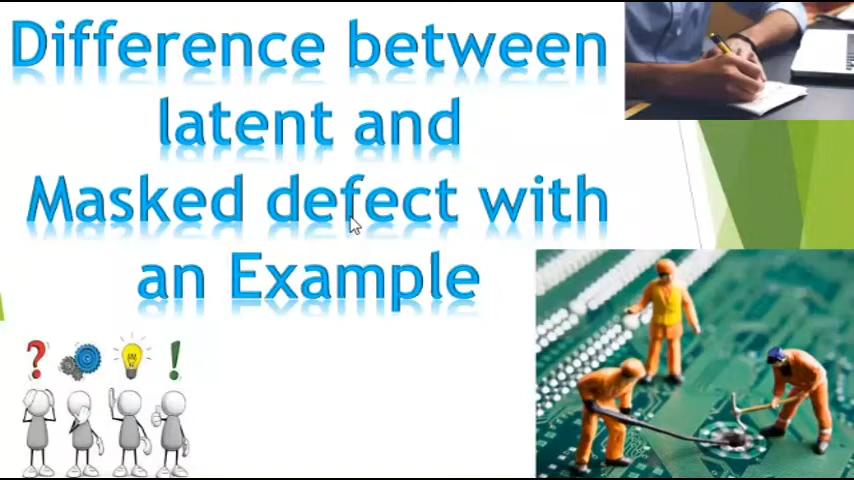 Difference between
latent and
Masked defect with
an Example